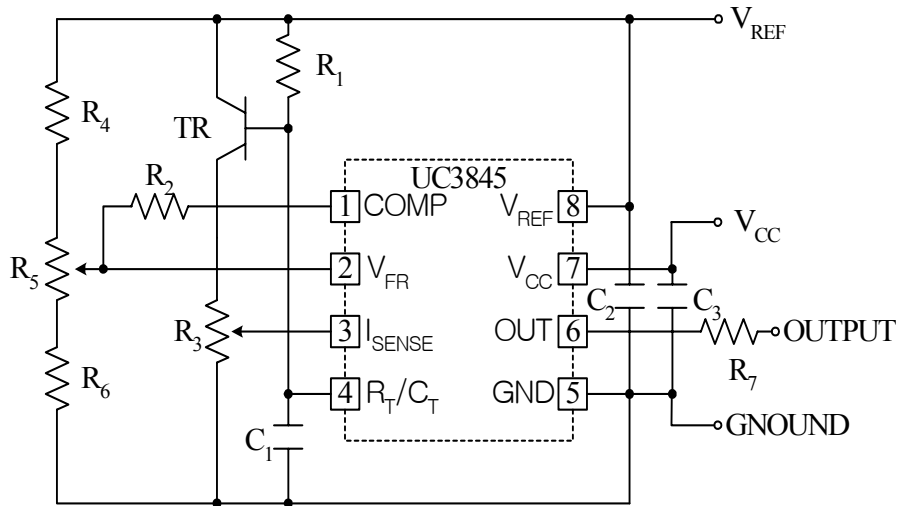 V_REF
R_1
R_4
TR
UC3845
R_2
1 COMP
V_REF 8
V_CC
R_5
2 V_FR
V_CC 7
C_2
C_3
R_3
3 I_SENSE
OUT 6
OUTPUT
R_7
R_6
4 R_T/C_T
GND 5
C_1
GNOUND